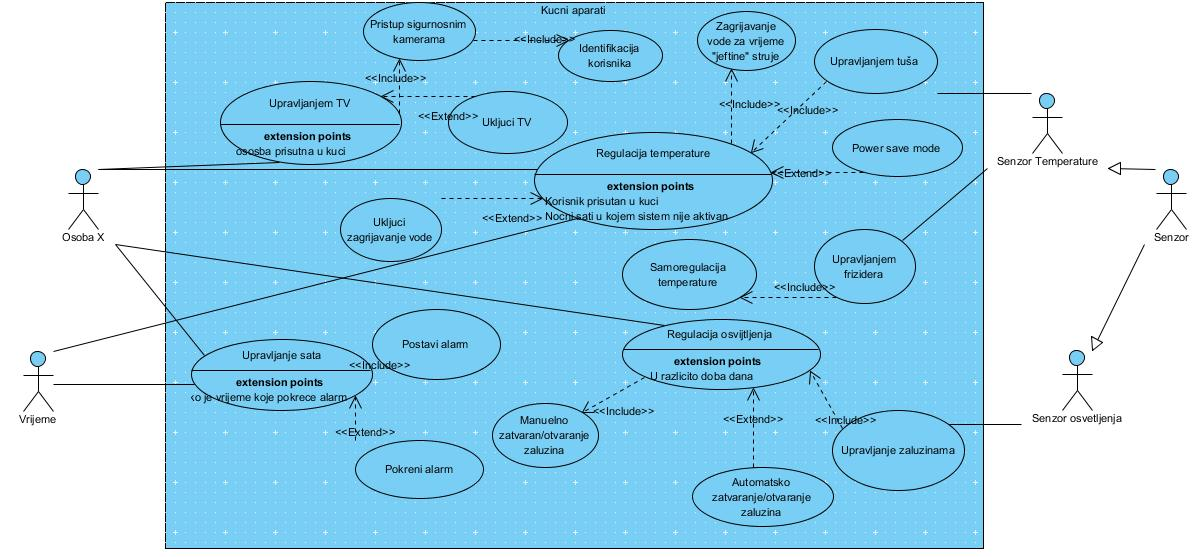 Kucni aparati
Pristup sigurnosnim
kamerama
<<Include>>
Identifikacija
korisnika
Zagrijavanje
vode za vrijeme
"jeftine" struje
Upravljanjem tuša
<<Include>>
Upravljanjem TV
extension points
ososba prisutna u kuci
<<Extend>>
Ukljuci TV
<<Include>>
<<Include>>
Senzor Temperature
Power save mode
<<Extend>>
Regulacija temperature
extension points
Korisnik prisutan u kuci
Nocni sati u kojem sistem nije aktivan
Osoba X
Ukljuci
zagrijavanje vode
<<Extend>>
Senzor
Samoregulacija
temperature
<<Include>>
Upravljanjem
frizidera
Postavi alarm
<<Include>>
Upravljanje sata
extension points
ko je vrijeme koje pokrece alarm
Regulacija osvijtljenja
extension points
U razlicito doba dana
Vrijeme
Senzor osvetljenja
<<Extend>>
Pokreni alarm
Manuelno
zatvaran/otvaranje
zaluzina
<<Include>>
<<Extend>>
<<Include>>
Upravljanje zaluzinama
Automatsko
zatvaranje/otvaranje
zaluzina